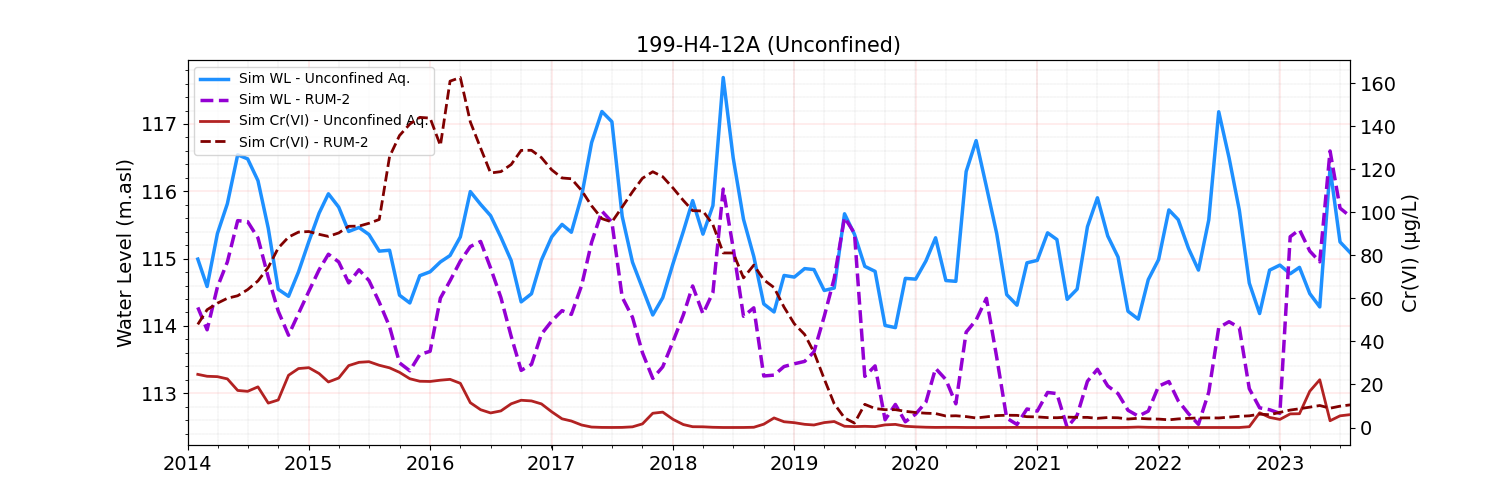 199-H4-12A (Unconfined)
Sim WL - Unconfined Aq.
Sim WL - RUM-2
Sim Cr(VI) - Unconfined Aq.
Sim Cr(VI) - RUM-2
Water Level (m.asl)
117
116
115
114
113
160
140
120
100
80
60
40
20
0
Cr(VI) (µg/L)
2014 2015 2016 2017 2018 2019 2020 2021 2022 2023